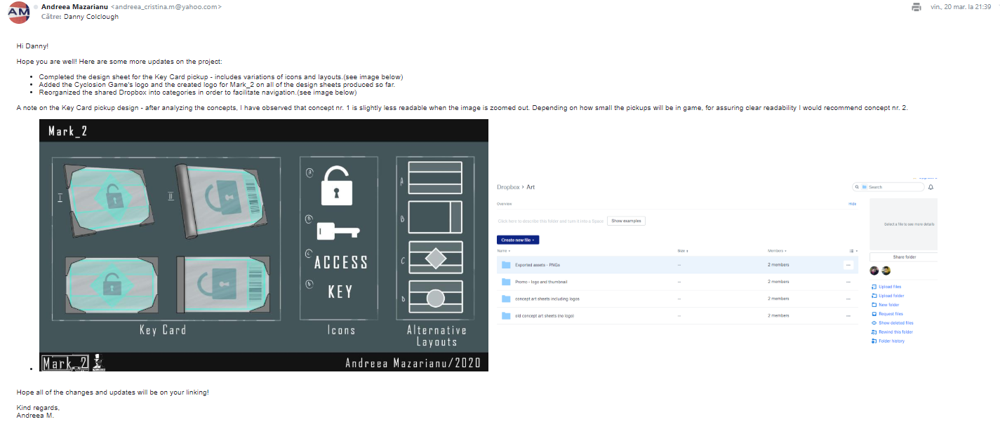 AM
Andreea Mazarianu <andreea_cristina.m@yahoo.com>
vin., 20 mar. la 21:39
Către: Danny Colclough
Hi Danny!
Hope you are well! Here are some more updates on the project:
• Completed the design sheet for the Key Card pickup - includes variations of icons and layouts.(see image below)
• Added the Cyclosion Game's logo and the created logo for Mark_2 on all of the design sheets produced so far.
• Reorganized the shared Dropbox into categories in order to facilitate navigation.(see image below)
A note on the Key Card pickup design - after analyzing the concepts, I have observed that concept nr. 1 is slightly less readable when the image is zoomed out. Depending on how small the pickups will be in game, for assuring clear readability I would recommend concept nr. 2.
Mark_2
I
II
A
B
C
ACCESS
D
KEY
A
B
C
D
Key Card
Icons
Alternative
Layouts
Mark_2
Andreea Mazarianu/2020
Dropbox > Art
Search
Overview
Hide
Click here to describe this folder and turn it into a Space
Show examples
Select a file to see more details
Create new file
Name
Size
Members
Share folder
Exported assets - PNGs -- 2 members
Promo - logo and thumbnail -- 2 members
concept art sheets including logos -- 2 members
old concept art sheets (no logo) -- 2 members
Upload files
Upload folder
New folder
Request files
Show deleted files
Rewind this folder
Folder history
Hope all of the changes and updates will be on your linking!
Kind regards,
Andreea M.